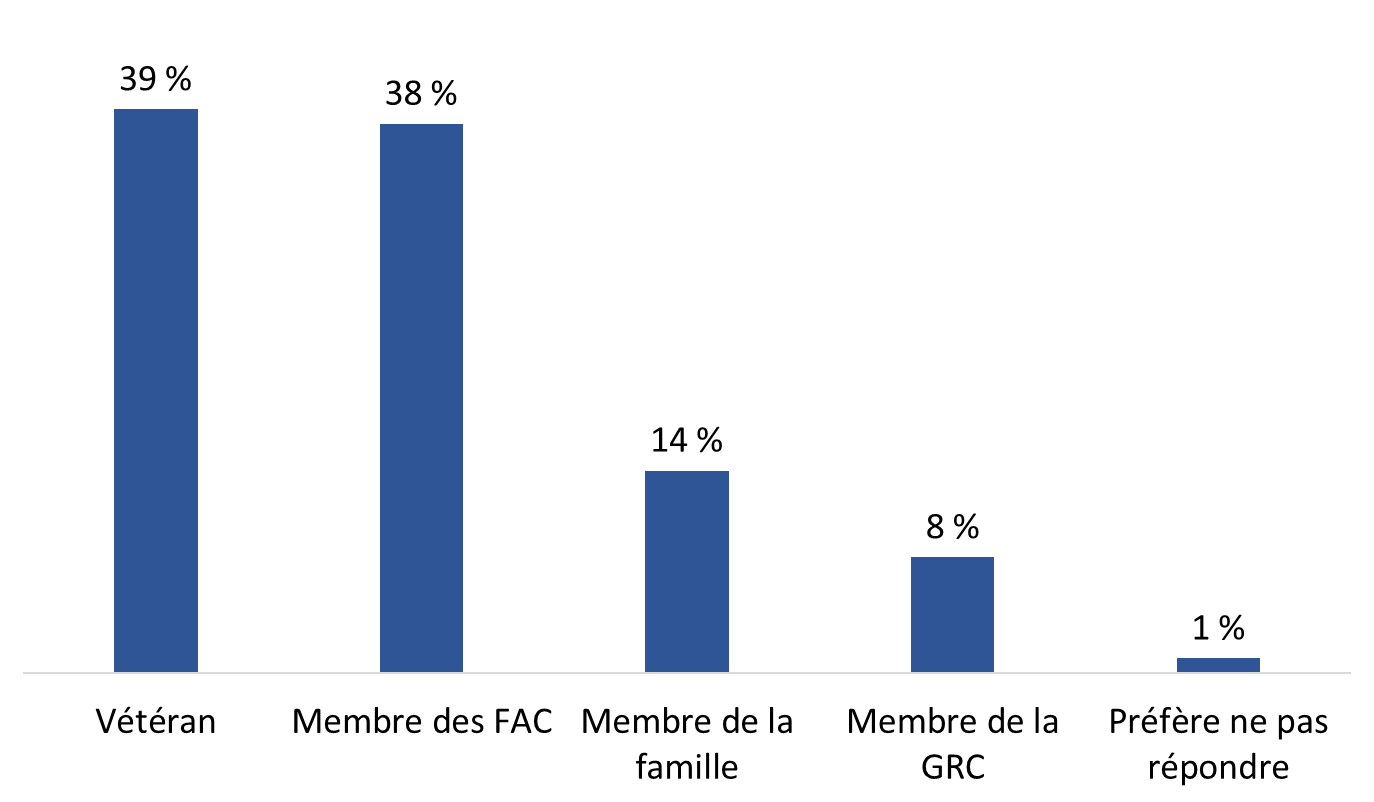 39 %
38 %
14 %
8 %
1 %
Vétéran
Membre des FAC
Membre de la
famille
Membre de la
GRC
Préfère ne pas
répondre